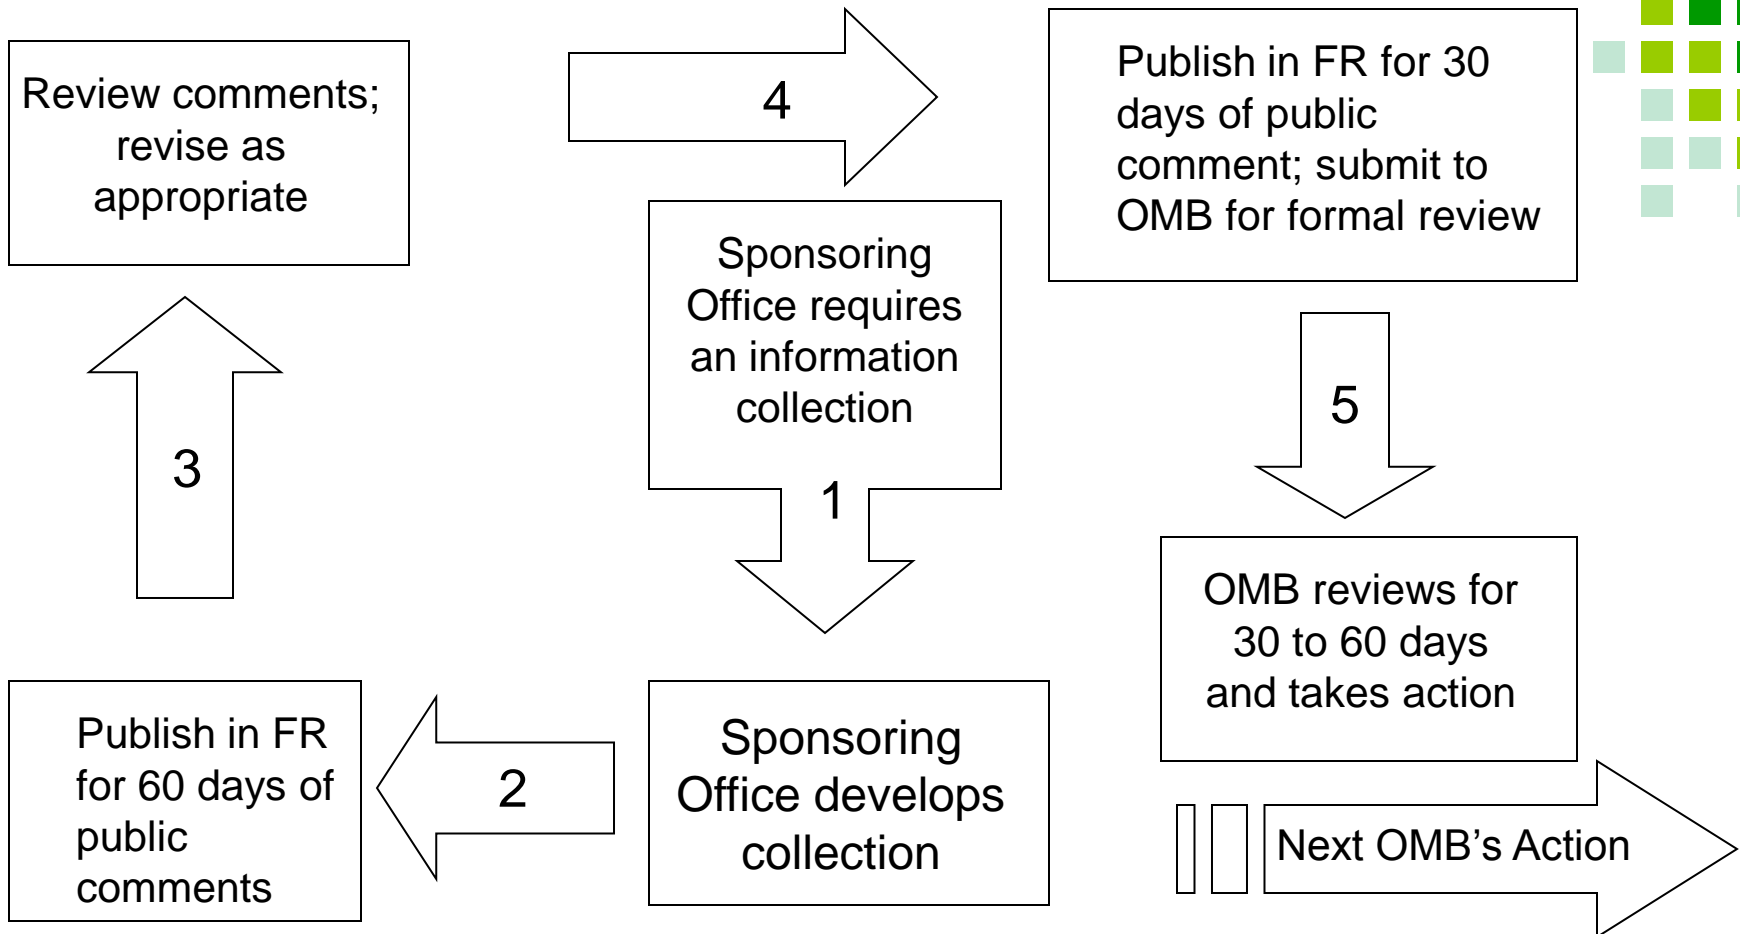 Review comments;
revise as
appropriate
4
Publish in FR for 30
days of public
comment; submit to
OMB for formal review
Sponsoring
Office requires
an information
collection
3
1
5
OMB reviews for
30 to 60 days
and takes action
Publish in FR
for 60 days of
public
comments
2
Sponsoring
Office develops
collection
Next OMB’s Action